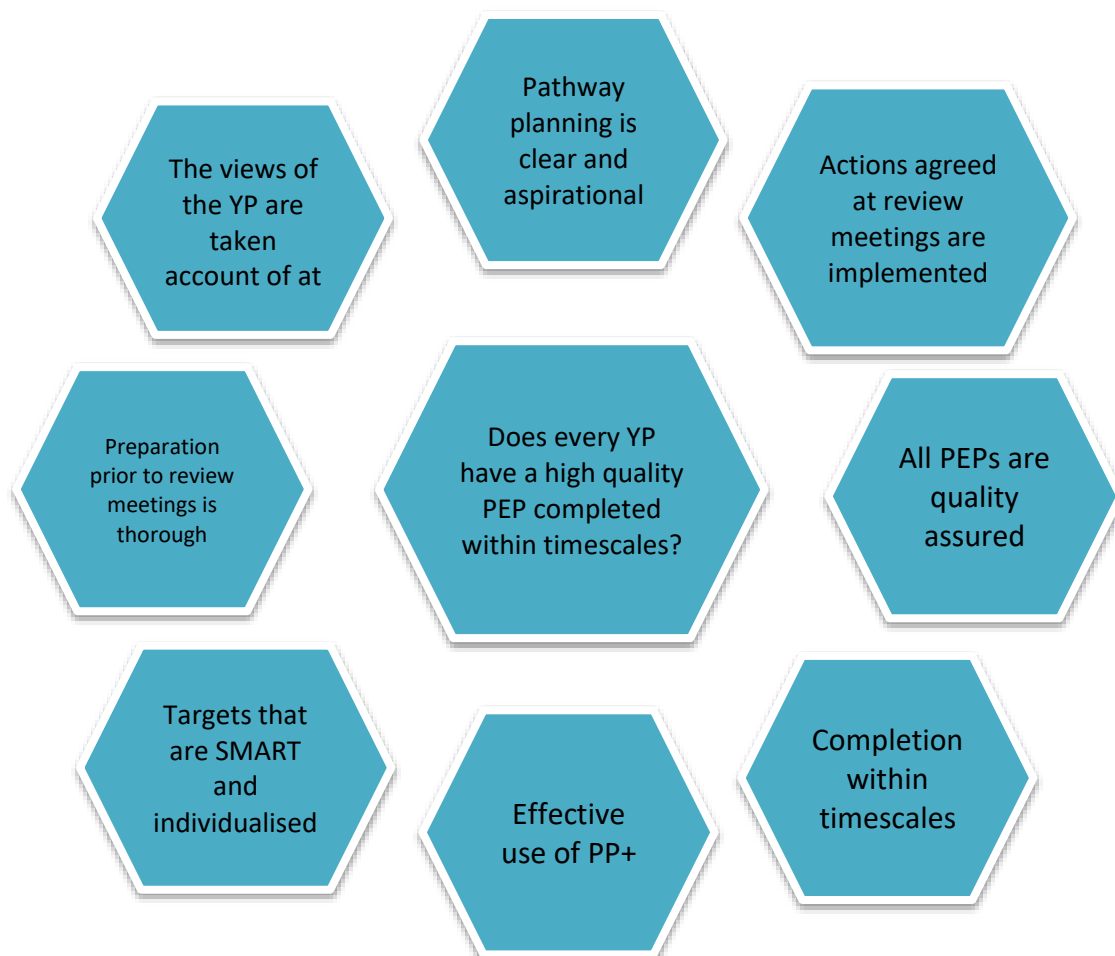 Pathway
planning is
clear and
aspirational
The views of
the YP are
taken
account of at
Actions agreed
at review
meetings are
implemented
Preparation
prior to review
meetings is
thorough
Does every YP
have a high quality
PEP completed
within timescales?
All PEPs are
quality
assured
Targets that
are SMART
and
individualised
Effective
use of PP+
Completion
within
timescales